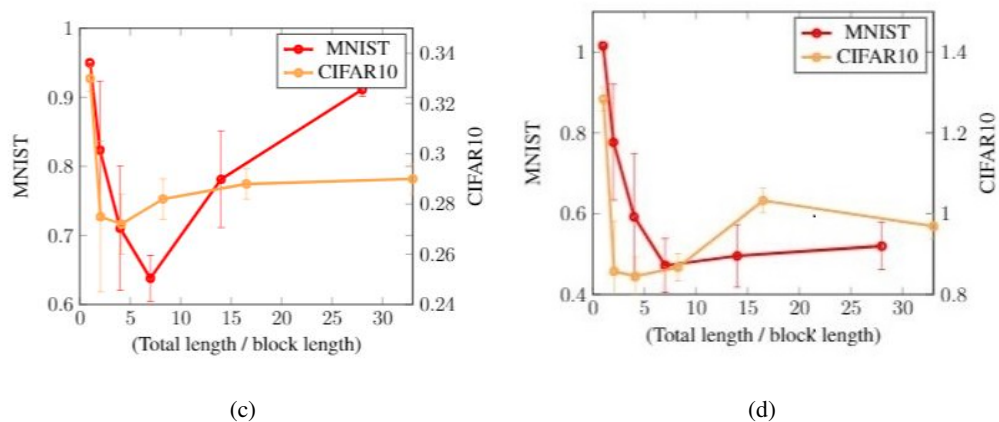 1
0.9
0.8
0.7
0.6
MNIST
MNIST
CIFAR10
0.34
0.32
0.3
0.28
0.26
0.24
CIFAR10
0 5 10 15 20 25 30
(Total length / block length)
(c)
1
0.8
0.6
0.4
MNIST
MNIST
CIFAR10
1.4
1.2
1
0.8
CIFAR10
0 5 10 15 20 25 30
(Total length / block length)
(d)